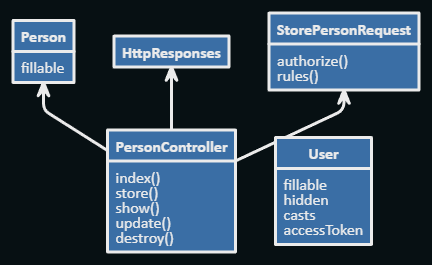 Person
fillable
HttpResponses
StorePersonRequest
authorize()
rules()
PersonController
index()
store()
show()
update()
destroy()
User
fillable
hidden
casts
accessToken